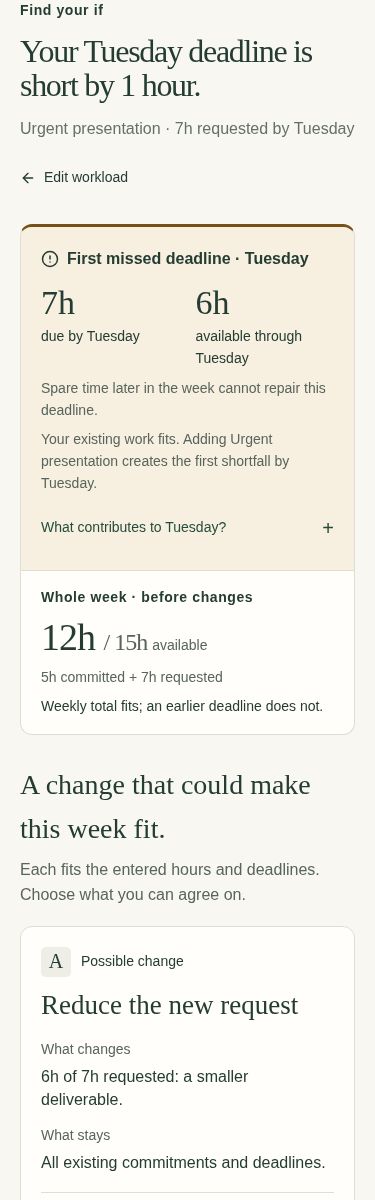 Find your if
Your Tuesday deadline is
short by 1 hour.
Urgent presentation · 7h requested by Tuesday
← Edit workload
First missed deadline · Tuesday
7h
due by Tuesday
6h
available through
Tuesday
Spare time later in the week cannot repair this
deadline.
Your existing work fits. Adding Urgent
presentation creates the first shortfall by
Tuesday.
What contributes to Tuesday? +
Whole week · before changes
12h / 15h available
5h committed + 7h requested
Weekly total fits; an earlier deadline does not.
A change that could make
this week fit.
Each fits the entered hours and deadlines.
Choose what you can agree on.
A Possible change
Reduce the new request
What changes
6h of 7h requested: a smaller
deliverable.
What stays
All existing commitments and deadlines.